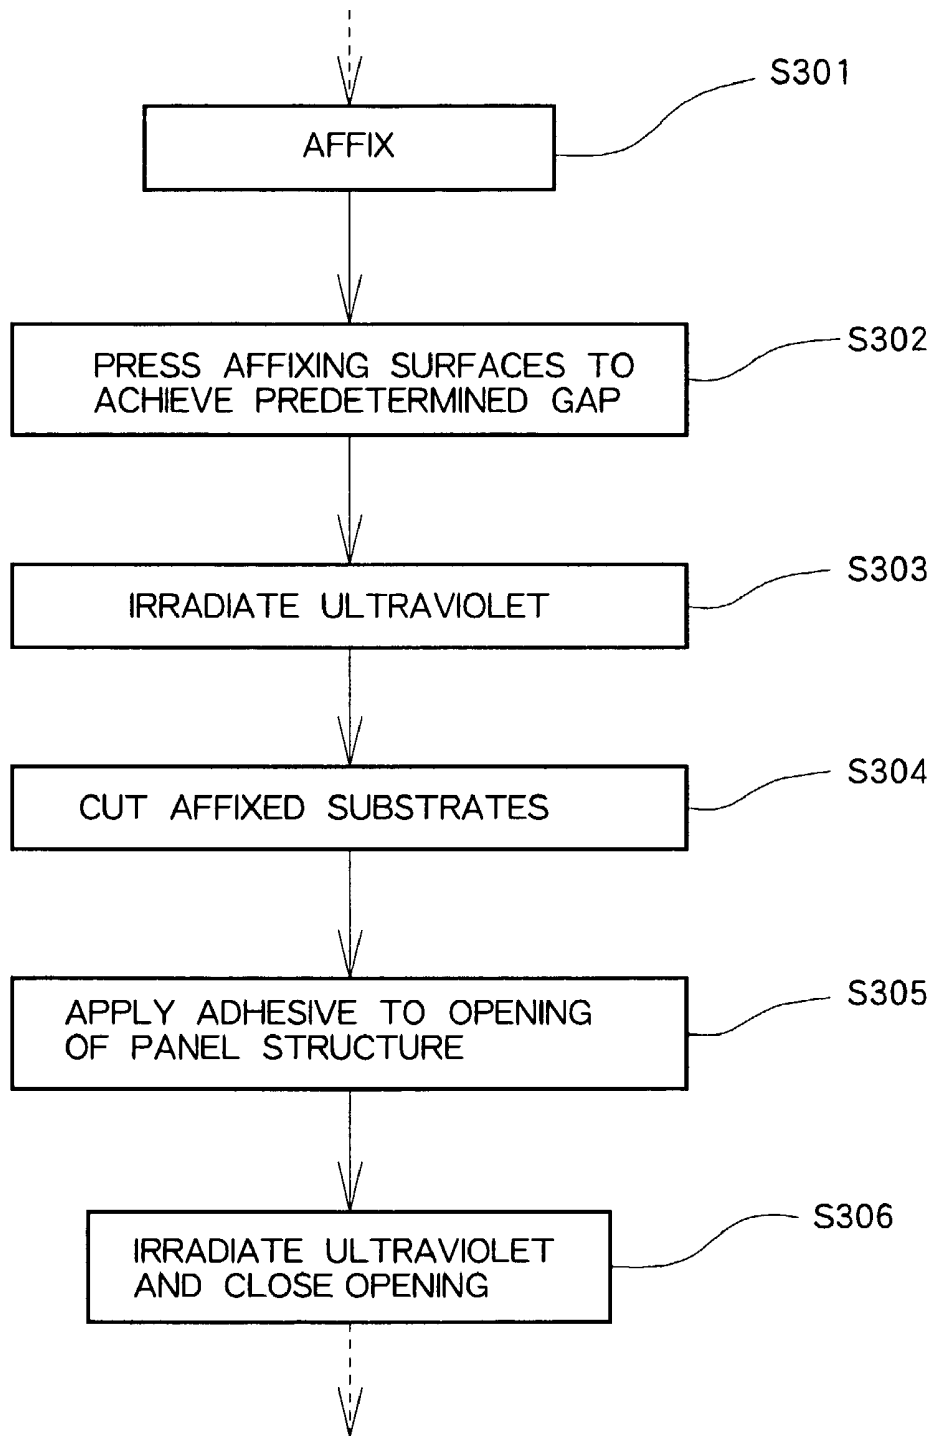 S301
AFFIX
S302
PRESS AFFIXING SURFACES TO
ACHIEVE PREDETERMINED GAP
S303
IRRADIATE ULTRAVIOLET
S304
CUT AFFIXED SUBSTRATES
S305
APPLY ADHESIVE TO OPENING
OF PANEL STRUCTURE
S306
IRRADIATE ULTRAVIOLET
AND CLOSE OPENING